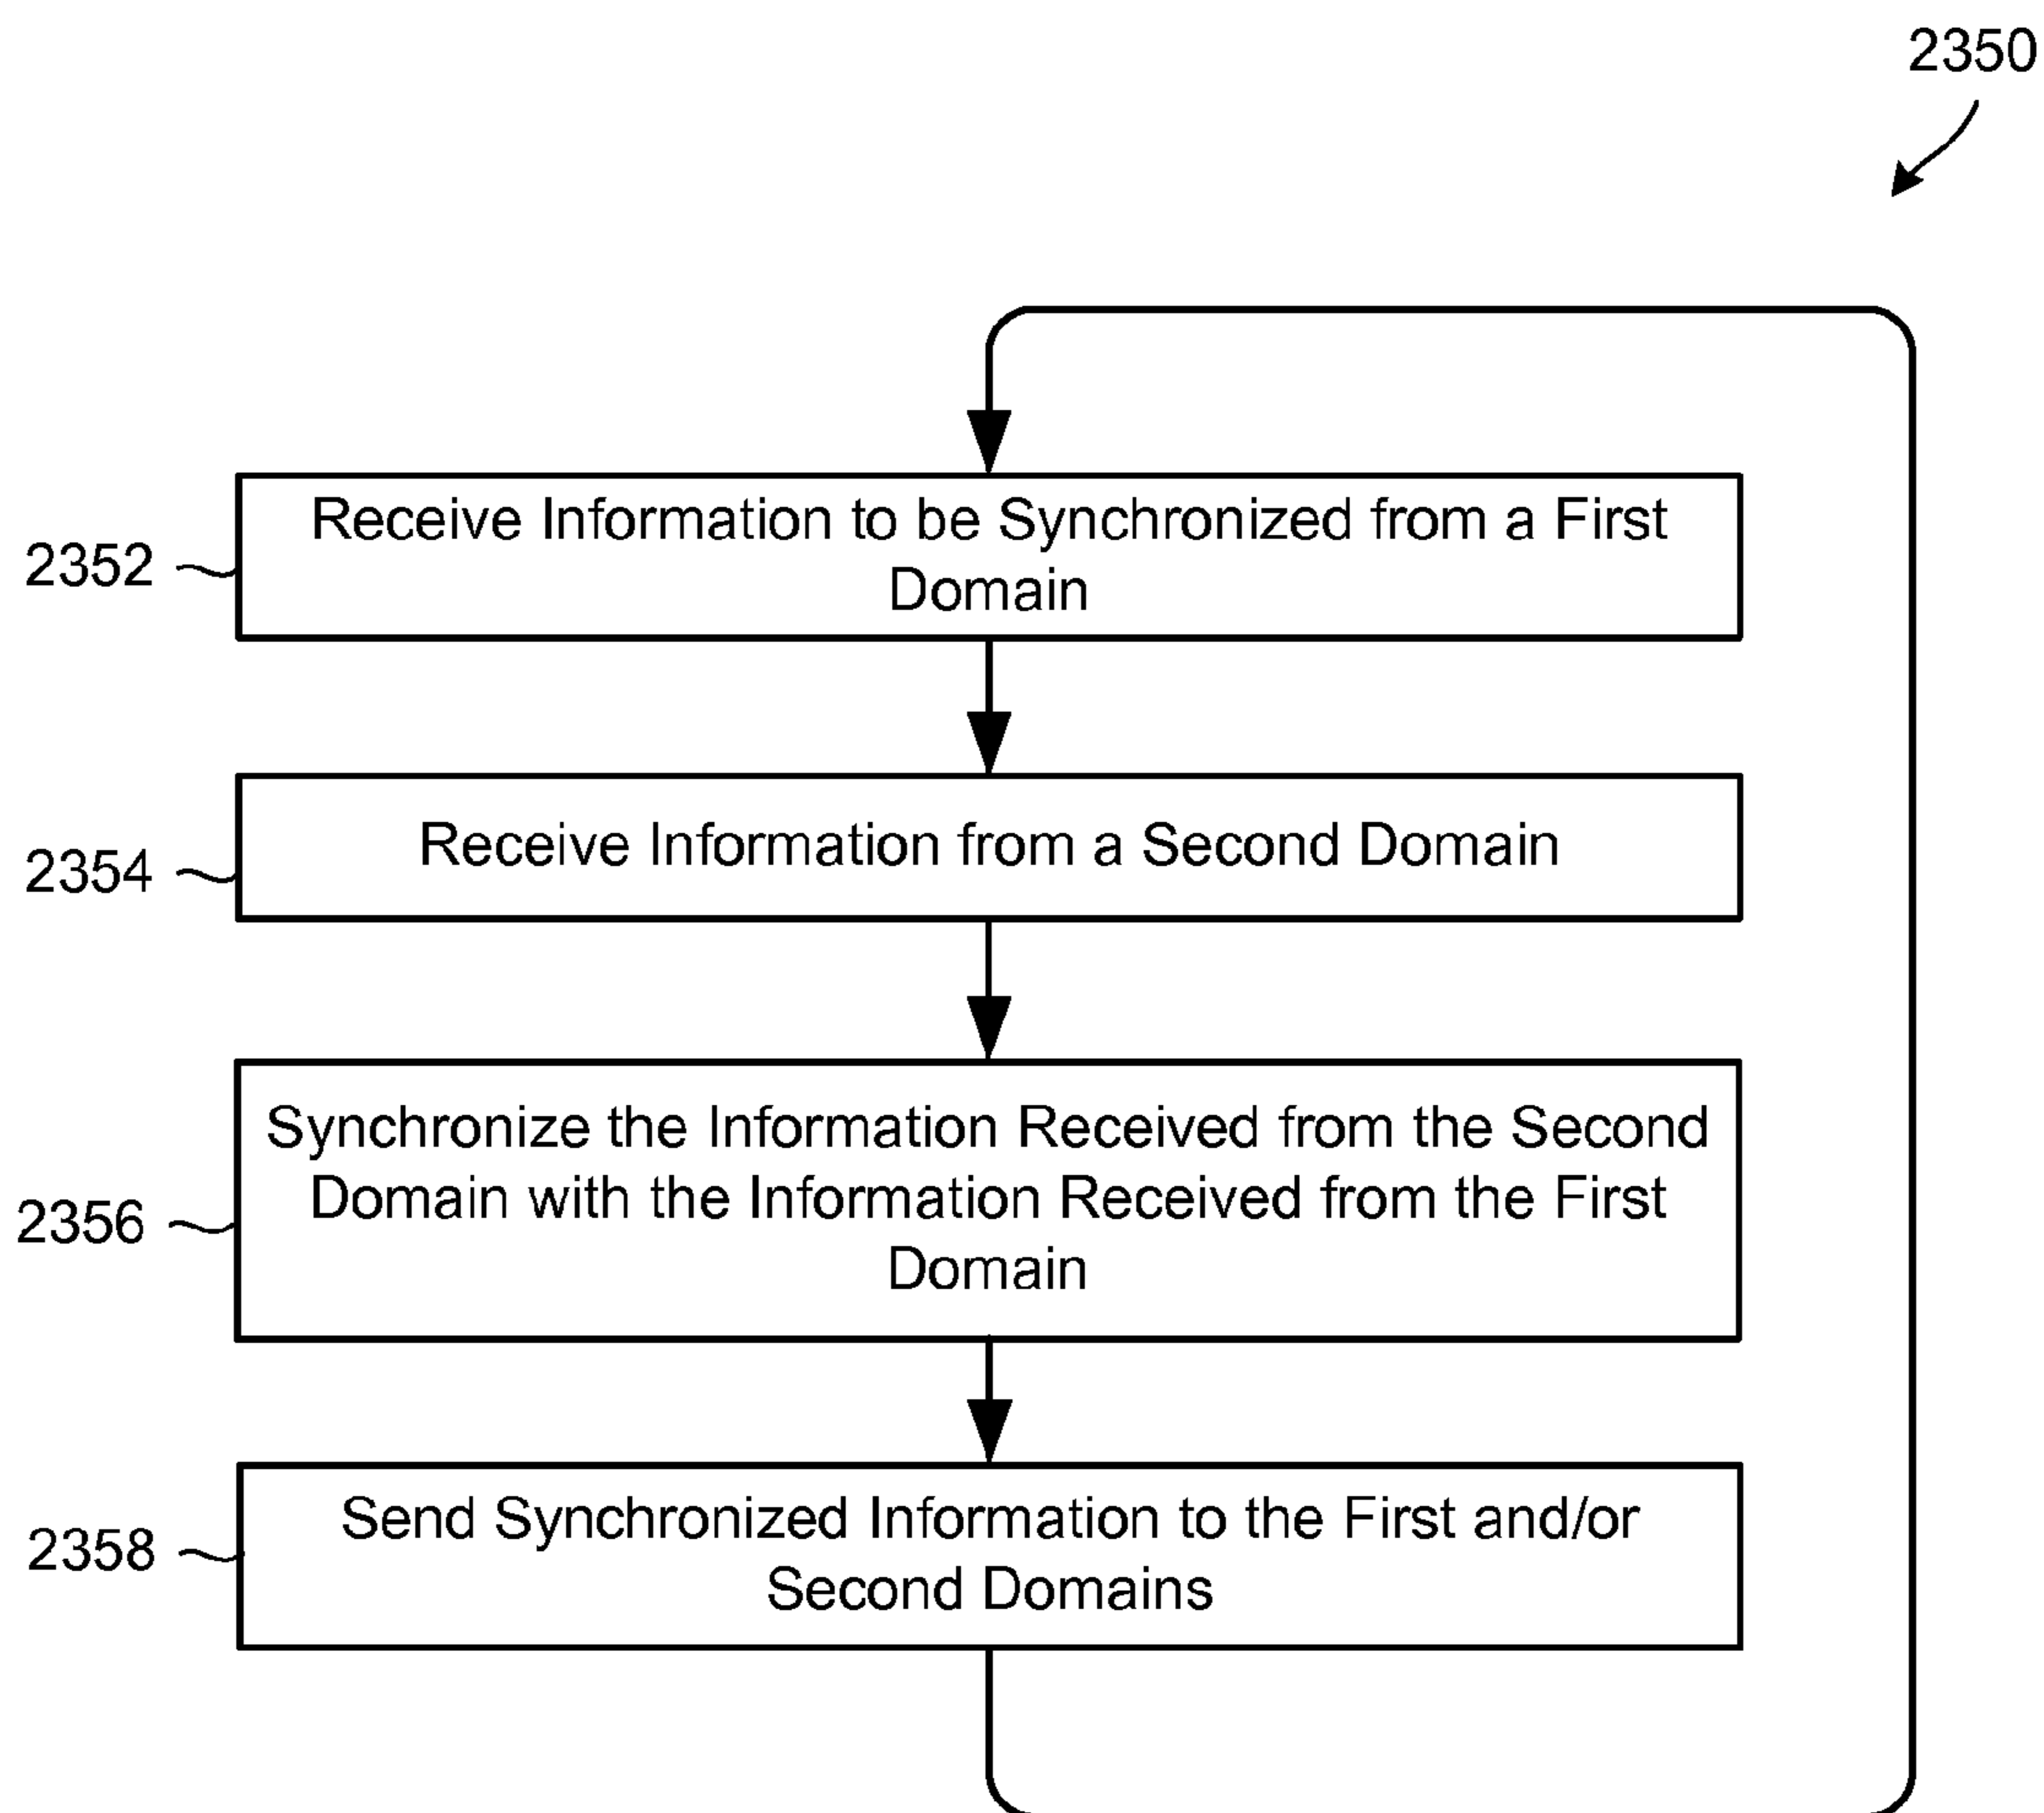 2350
Receive Information to be Synchronized from a First
Domain
2352
Receive Information from a Second Domain
2354
Synchronize the Information Received from the Second
Domain with the Information Received from the First
Domain
2356
Send Synchronized Information to the First and/or
Second Domains
2358